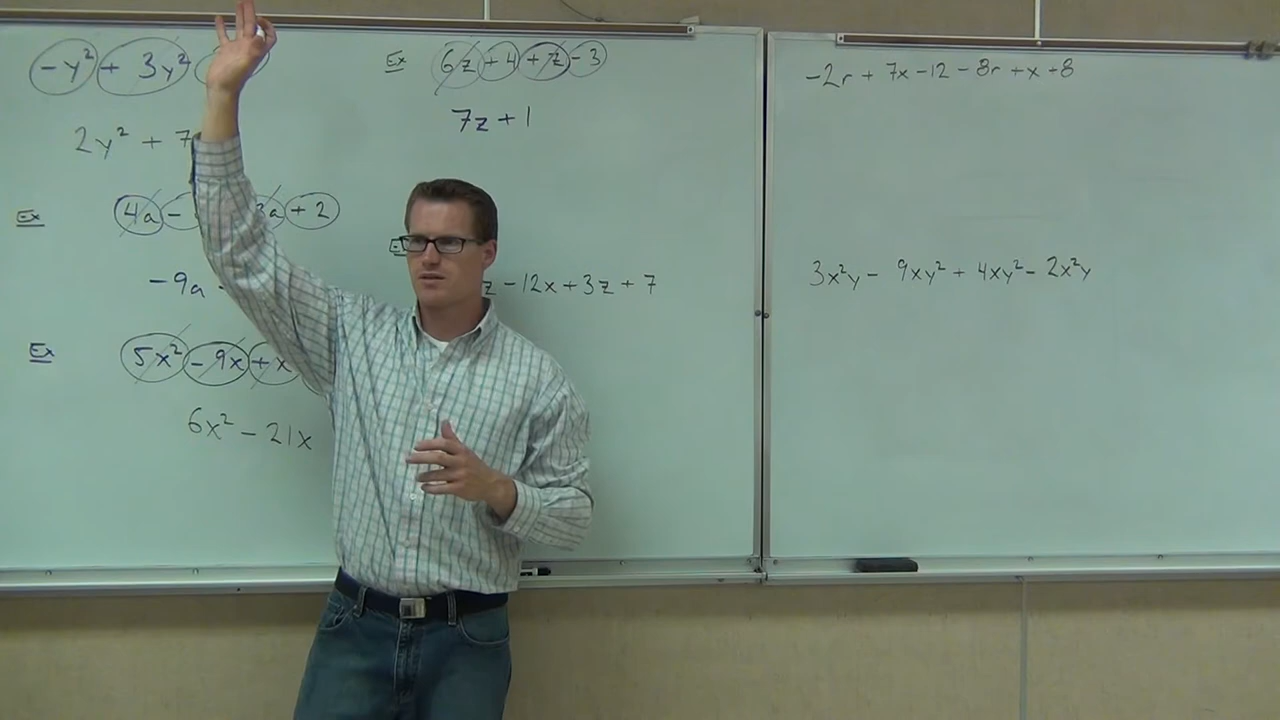 -y² + 3y²
2y² + 7
Ex 4a - 3a + 2
-9a -
Ex 5x² - 9x + x
6x² - 21x
Ex 6z + 4 + z - 3
7z + 1
z - 12x + 3z + 7
-2r + 7x - 12 - 8r + x + 8
3x²y - 9xy² + 4xy² - 2x²y